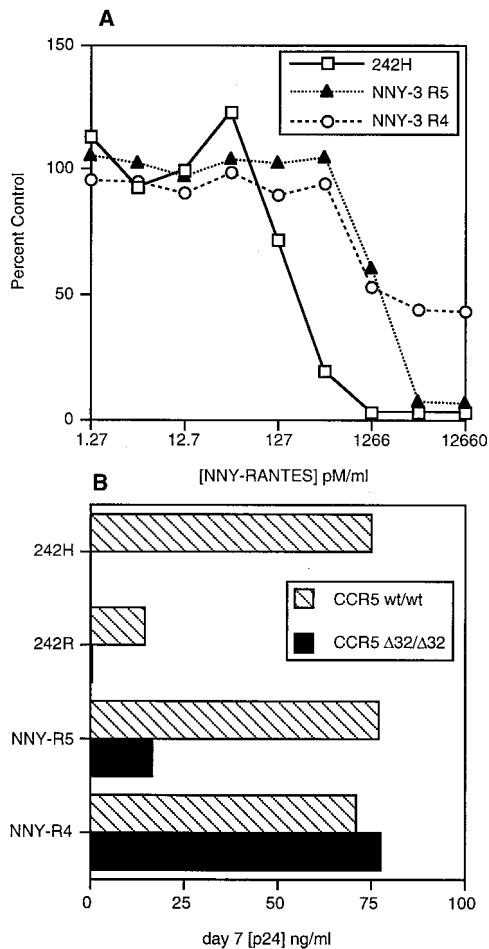 A
150
100
50
0
Percent Control
242H
NNY-3 R5
NNY-3 R4
1.27 12.7 127 1266 12660
[NNY-RANTES] pM/ml
B
242H
242R
NNY-R5
NNY-R4
CCR5 wt/wt
CCR5 Δ32/Δ32
0 25 50 75 100
day 7 [p24] ng/ml